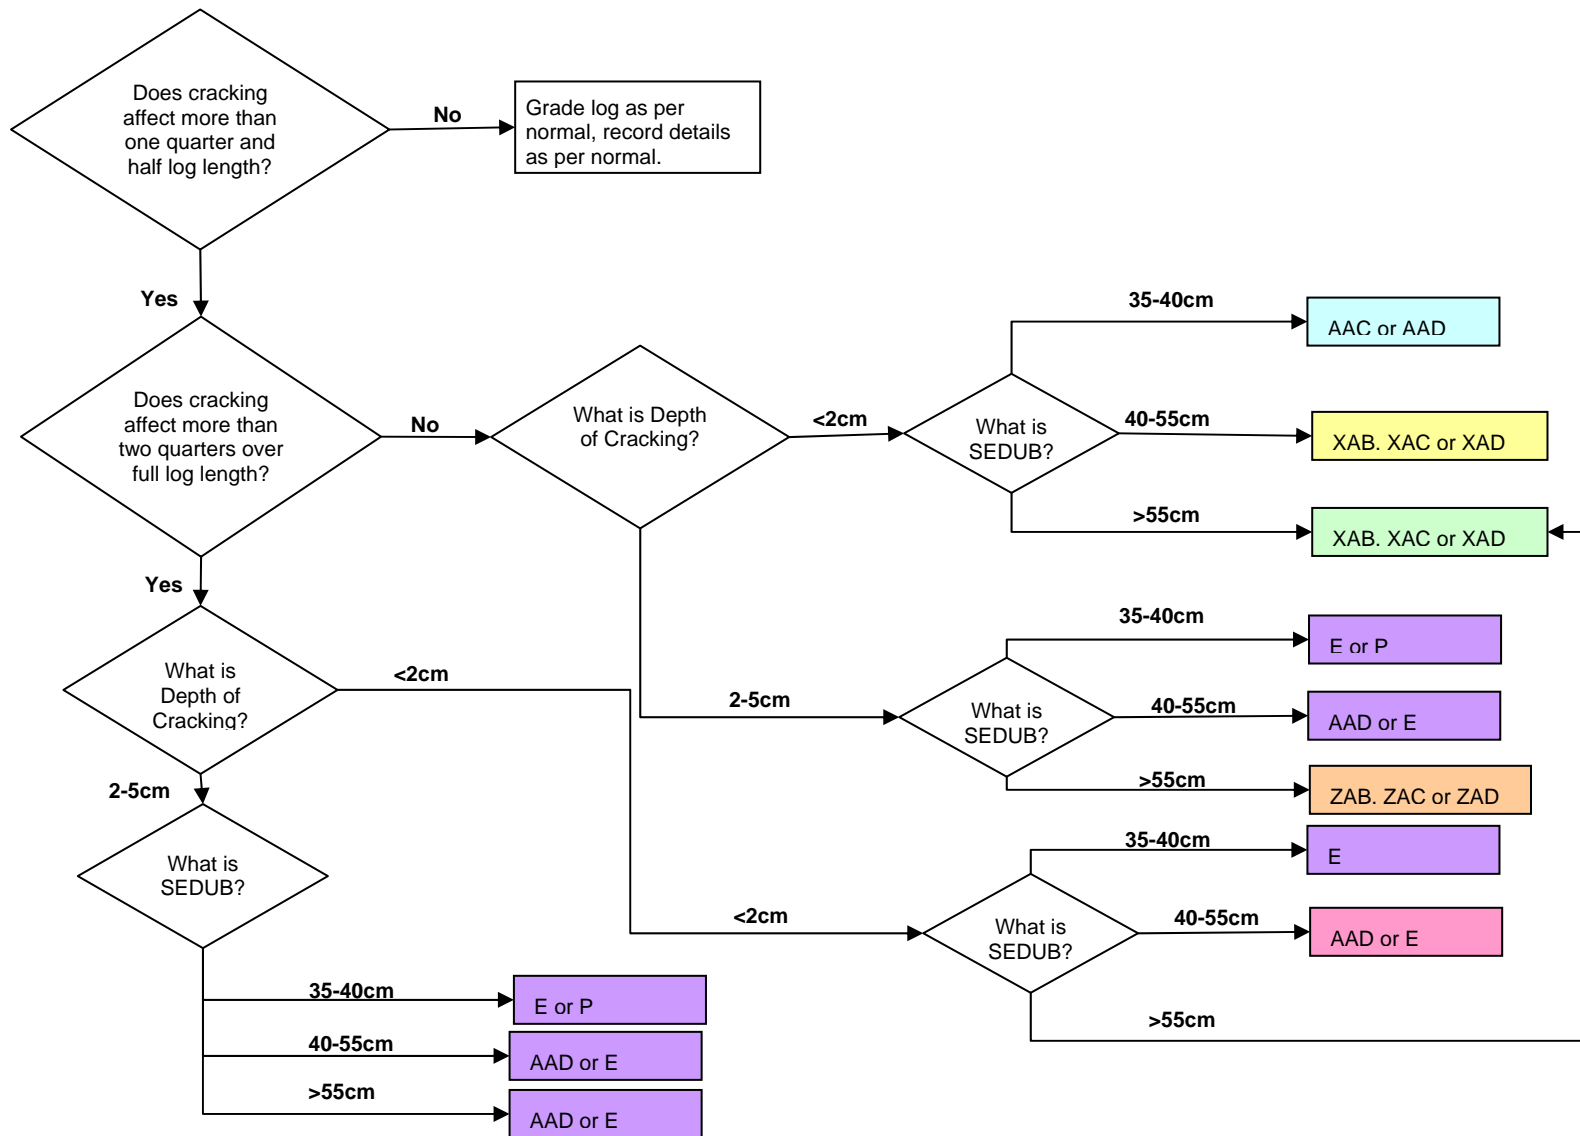 Does cracking
affect more than
one quarter and
half log length?
No
Grade log as per
normal, record details
as per normal.
Yes
Does cracking
affect more than
two quarters over
full log length?
No
What is Depth
of Cracking?
<2cm
What is
SEDUB?
35-40cm
AAC or AAD
40-55cm
XAB. XAC or XAD
>55cm
XAB. XAC or XAD
2-5cm
What is
SEDUB?
35-40cm
E or P
40-55cm
AAD or E
>55cm
ZAB. ZAC or ZAD
Yes
What is
Depth of
Cracking?
<2cm
<2cm
What is
SEDUB?
35-40cm
E
40-55cm
AAD or E
>55cm
2-5cm
What is
SEDUB?
35-40cm
E or P
40-55cm
AAD or E
>55cm
AAD or E